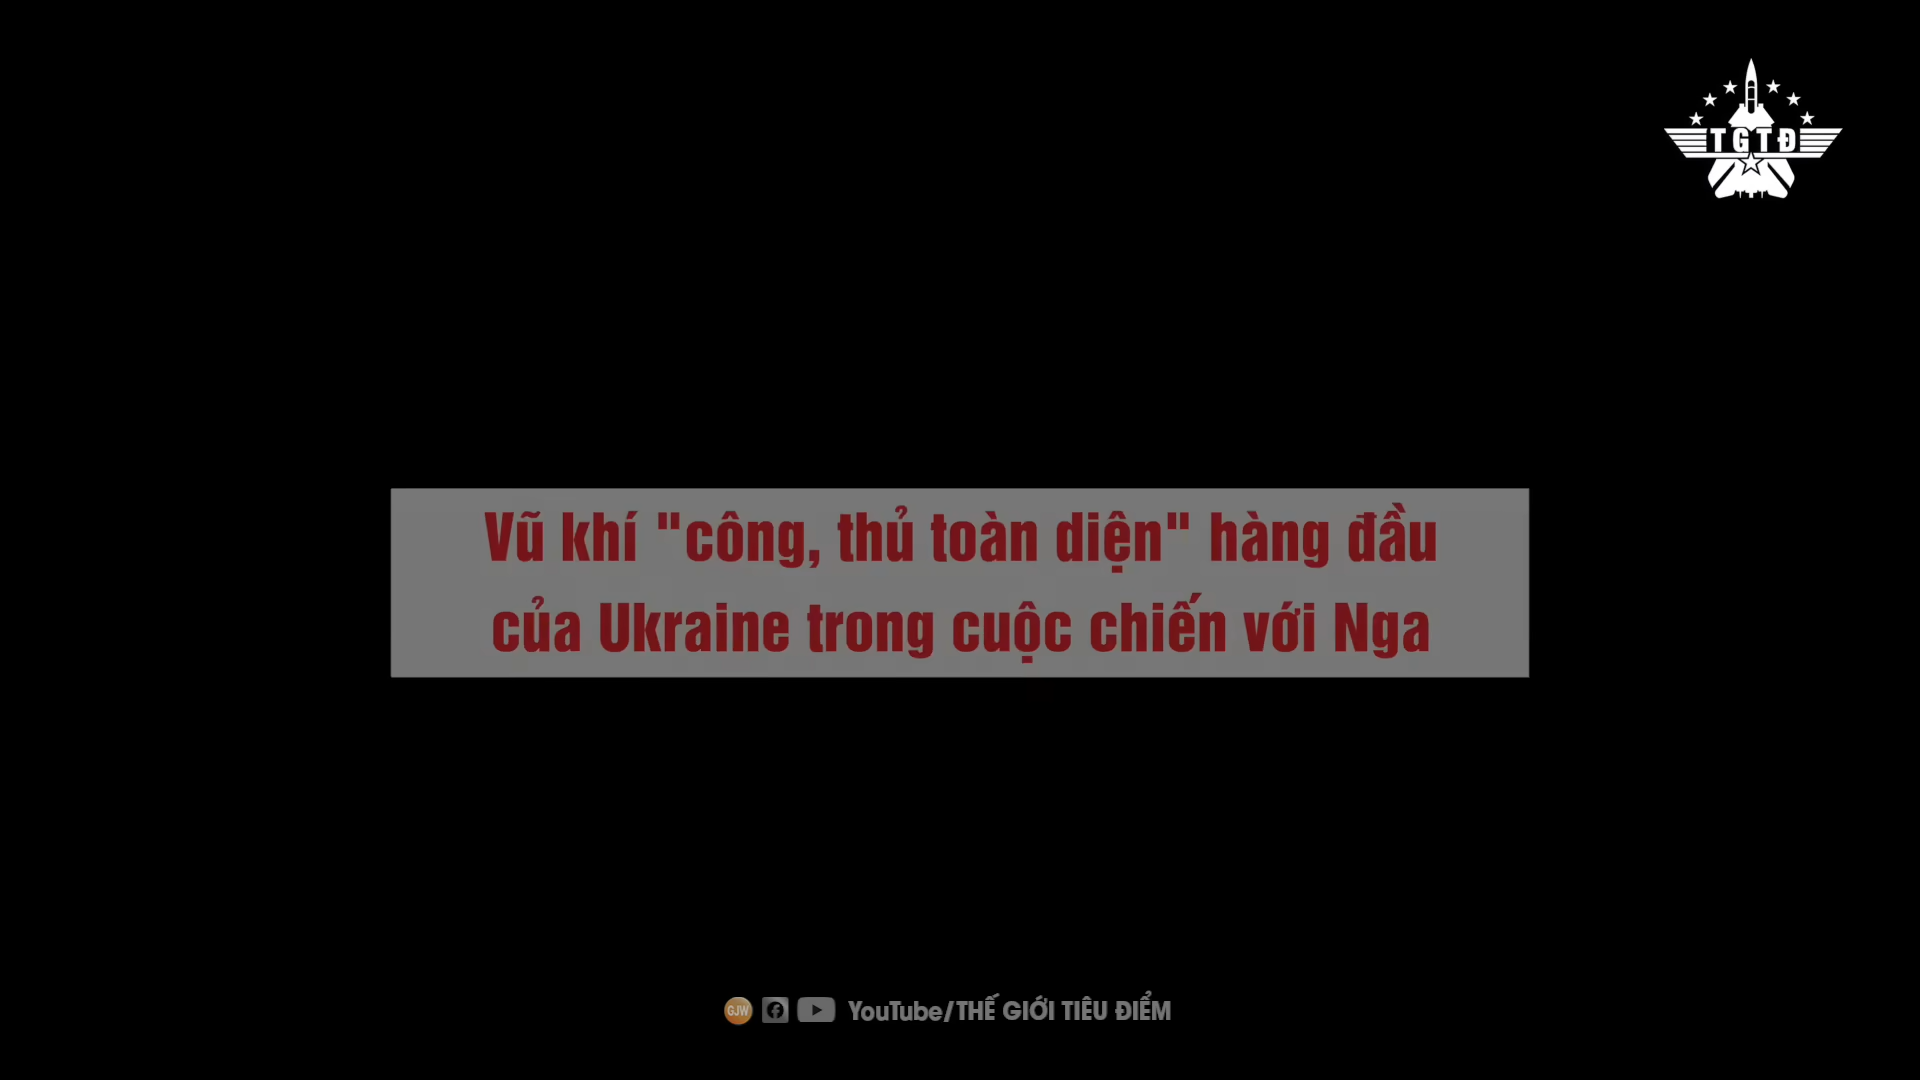 TGTĐ
Vũ khí "công, thủ toàn diện" hàng đầu
của Ukraine trong cuộc chiến với Nga
GJW YouTube/THẾ GIỚI TIÊU ĐIỂM